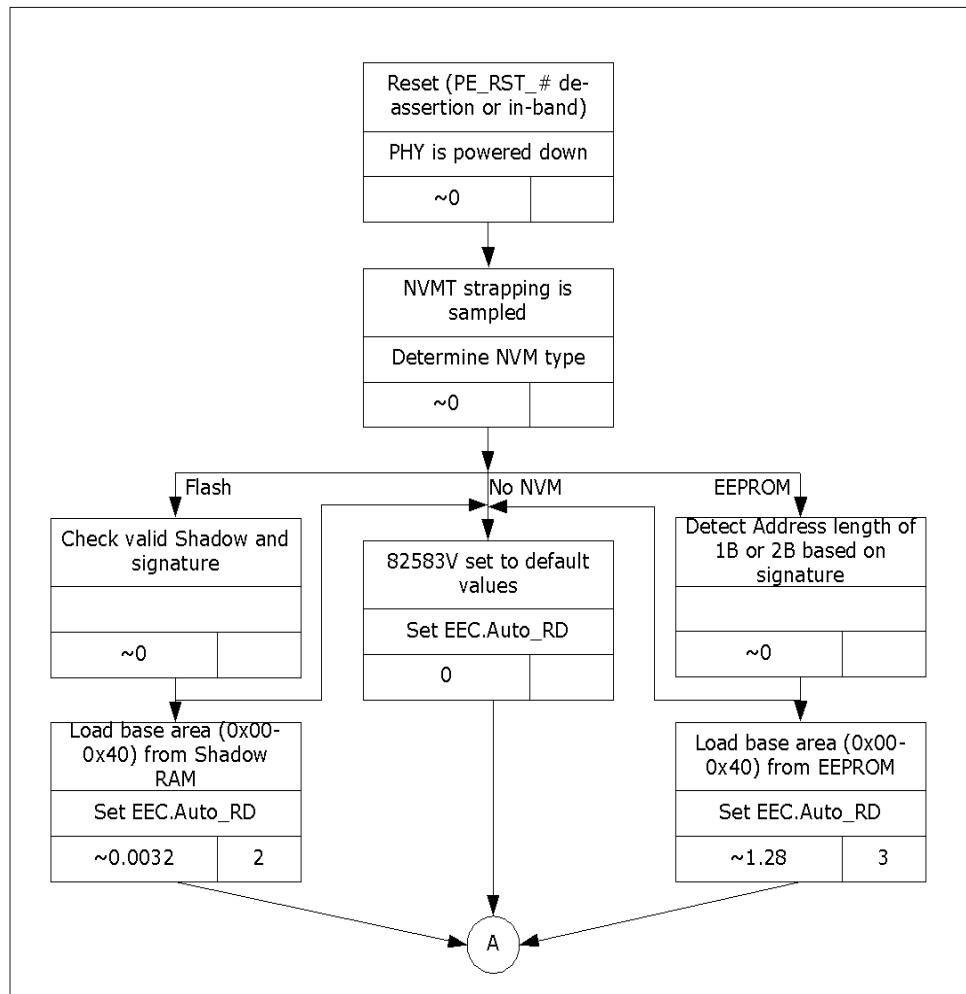 Reset (PE_RST_# de-
assertion or in-band)
PHY is powered down
~0
NVMT strapping is
sampled
Determine NVM type
~0
Flash
No NVM
EEPROM
Check valid Shadow and
signature
~0
82583V set to default
values
Set EEC.Auto_RD
0
Detect Address length of
1B or 2B based on
signature
~0
Load base area (0x00-
0x40) from Shadow
RAM
Set EEC.Auto_RD
~0.0032
2
Load base area (0x00-
0x40) from EEPROM
Set EEC.Auto_RD
~1.28
3
A